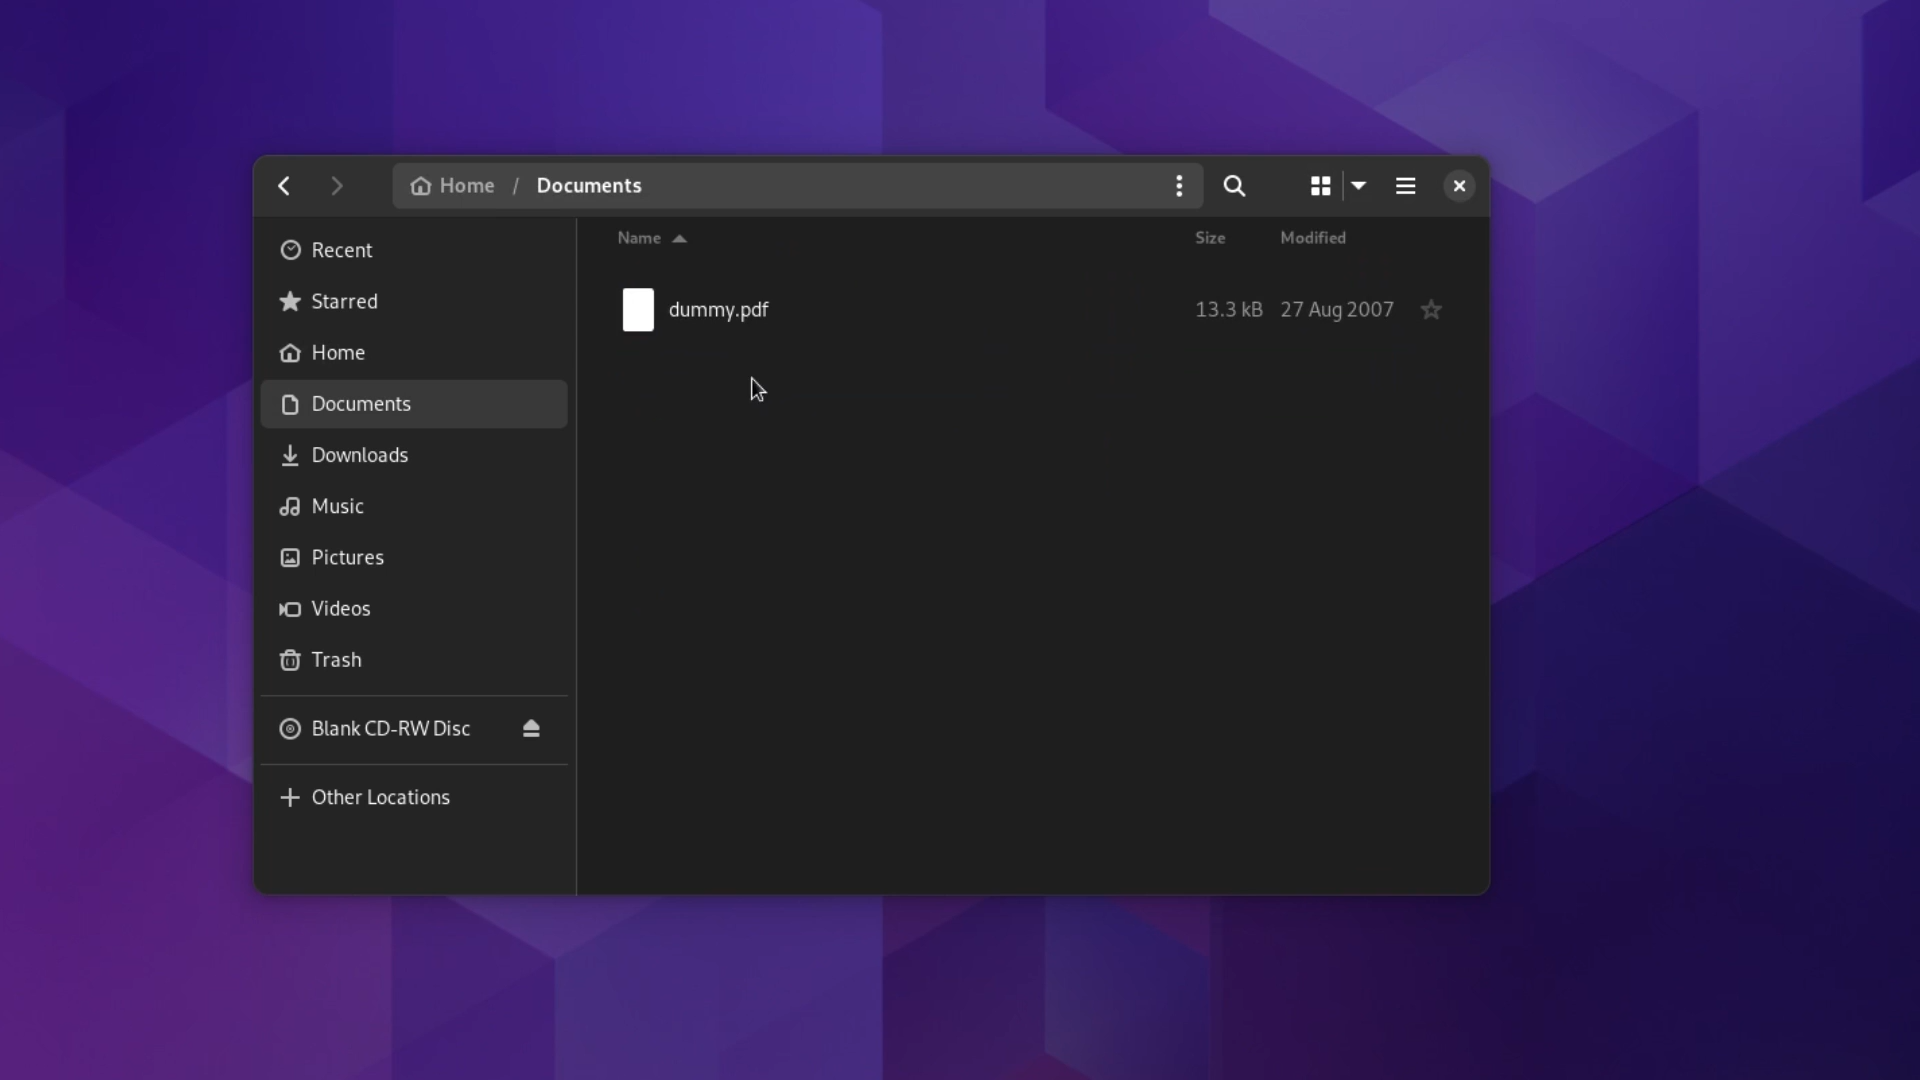 Home / Documents
Recent
Starred
Home
Documents
Downloads
Music
Pictures
Videos
Trash
Blank CD-RW Disc
Other Locations
Name Size Modified
dummy.pdf 13.3 kB 27 Aug 2007